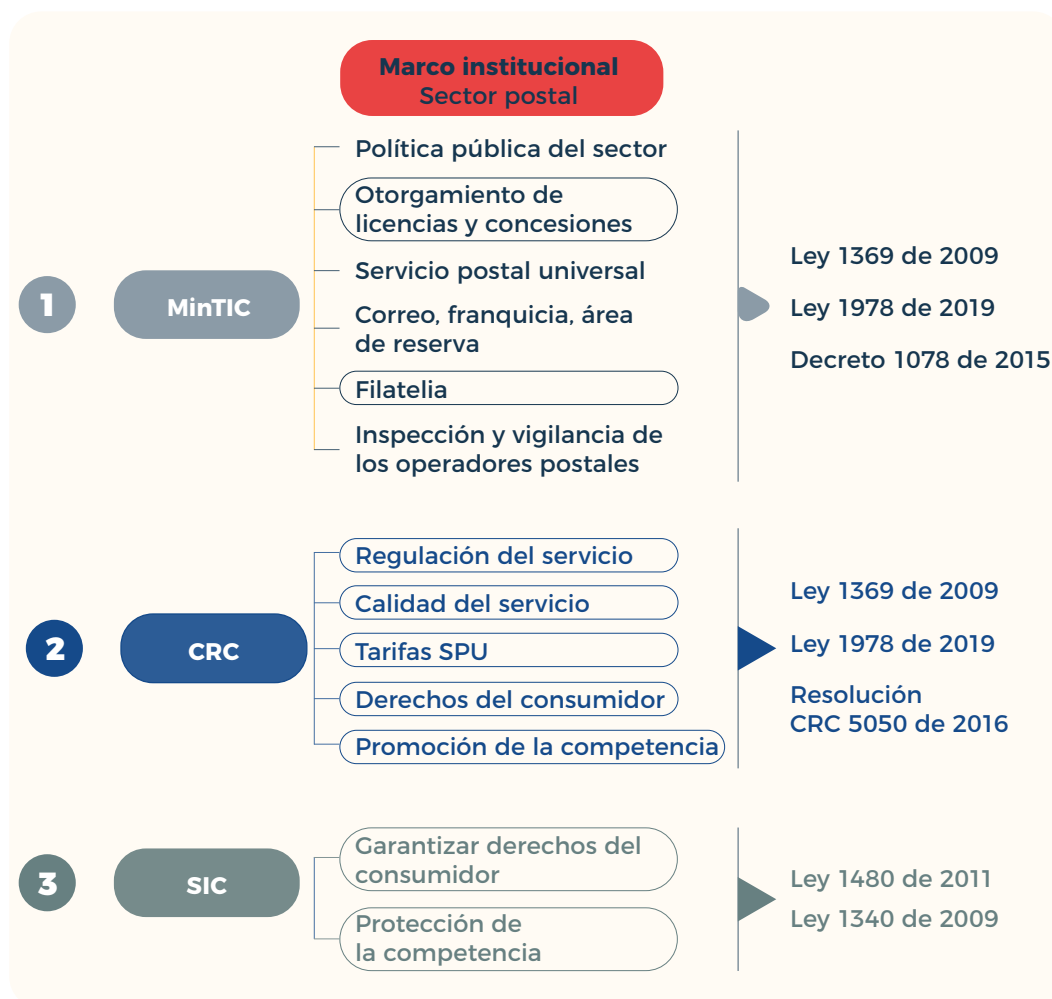 Marco institucional
Sector postal
1
MinTIC
Política pública del sector
Otorgamiento de
licencias y concesiones
Servicio postal universal
Correo, franquicia, área
de reserva
Filatelia
Inspección y vigilancia de
los operadores postales
Ley 1369 de 2009
Ley 1978 de 2019
Decreto 1078 de 2015
2
CRC
Regulación del servicio
Calidad del servicio
Tarifas SPU
Derechos del consumidor
Promoción de la competencia
Ley 1369 de 2009
Ley 1978 de 2019
Resolución
CRC 5050 de 2016
3
SIC
Garantizar derechos del
consumidor
Protección de
la competencia
Ley 1480 de 2011
Ley 1340 de 2009